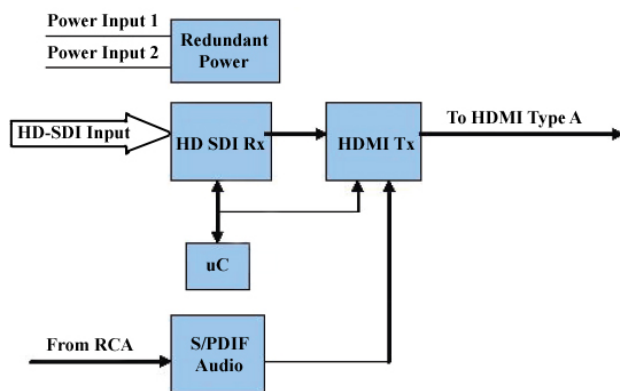 Power Input 1
Power Input 2
Redundant
Power
HD-SDI Input
HD SDI Rx
HDMI Tx
To HDMI Type A
uC
From RCA
S/PDIF
Audio